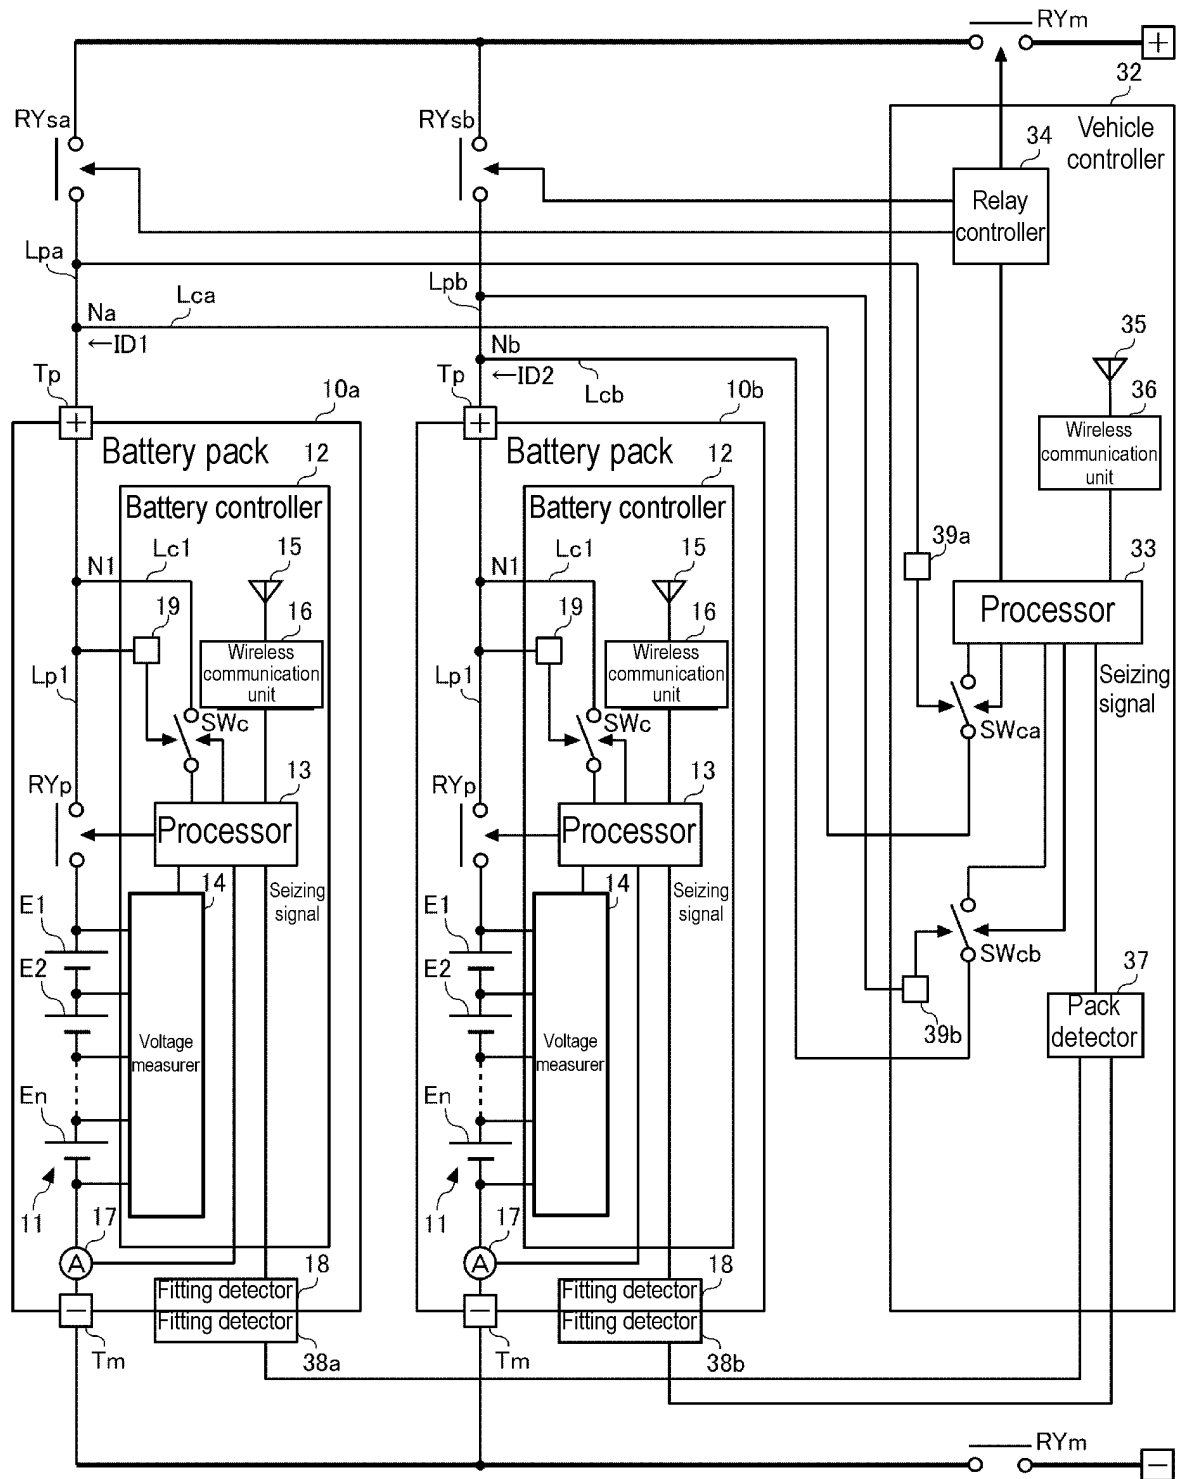 RYm
+
32
RYsa
RYsb
Vehicle
controller
34
Relay
controller
Lpa
Lca
Lpb
Na
←ID1
Nb
←ID2
Lcb
35
36
Wireless
communication
unit
Tp
10a
+
Battery pack
12
Battery controller
Lc1
N1
15
19
16
Wireless
communication
unit
Lp1
SWc
13
RYp
Processor
14
Seizing
signal
E1
E2
En
Voltage
measurer
11
17
A
18
Fitting detector
Fitting detector
−
Tm
38a
Tp
10b
+
Battery pack
12
Battery controller
Lc1
N1
15
19
16
Wireless
communication
unit
Lp1
SWc
13
RYp
Processor
14
Seizing
signal
E1
E2
En
Voltage
measurer
11
17
A
18
Fitting detector
Fitting detector
−
Tm
38b
39a
33
Processor
Seizing
signal
SWca
SWcb
39b
37
Pack
detector
RYm
−